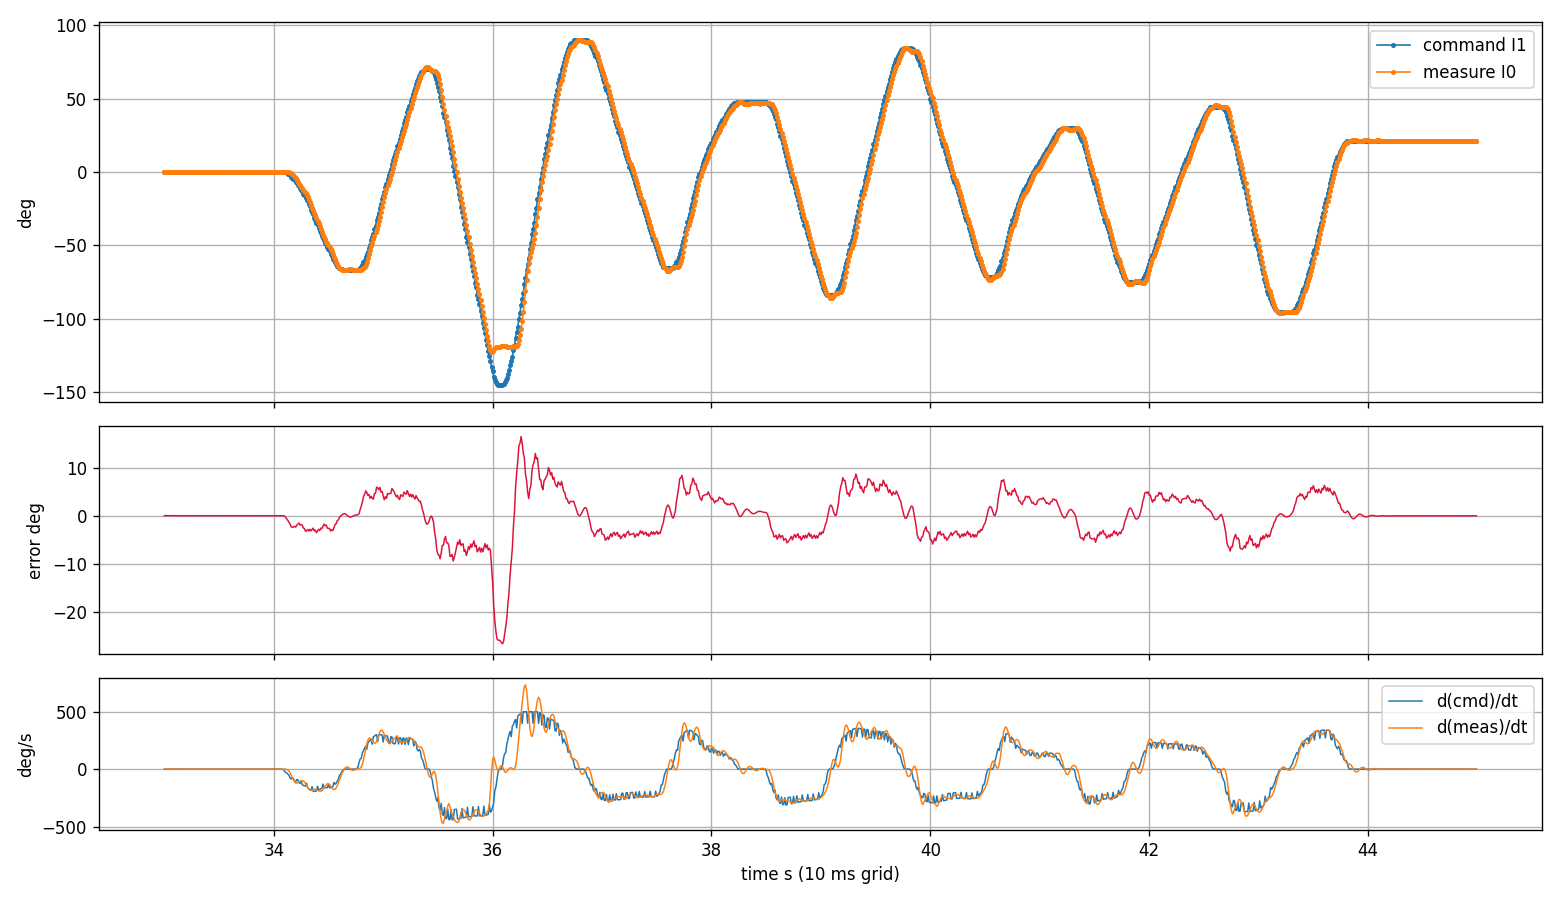 100
50
0
−50
−100
−150
deg
command I1
measure I0
10
0
−10
−20
error deg
500
0
−500
deg/s
d(cmd)/dt
d(meas)/dt
34 36 38 40 42 44
time s (10 ms grid)